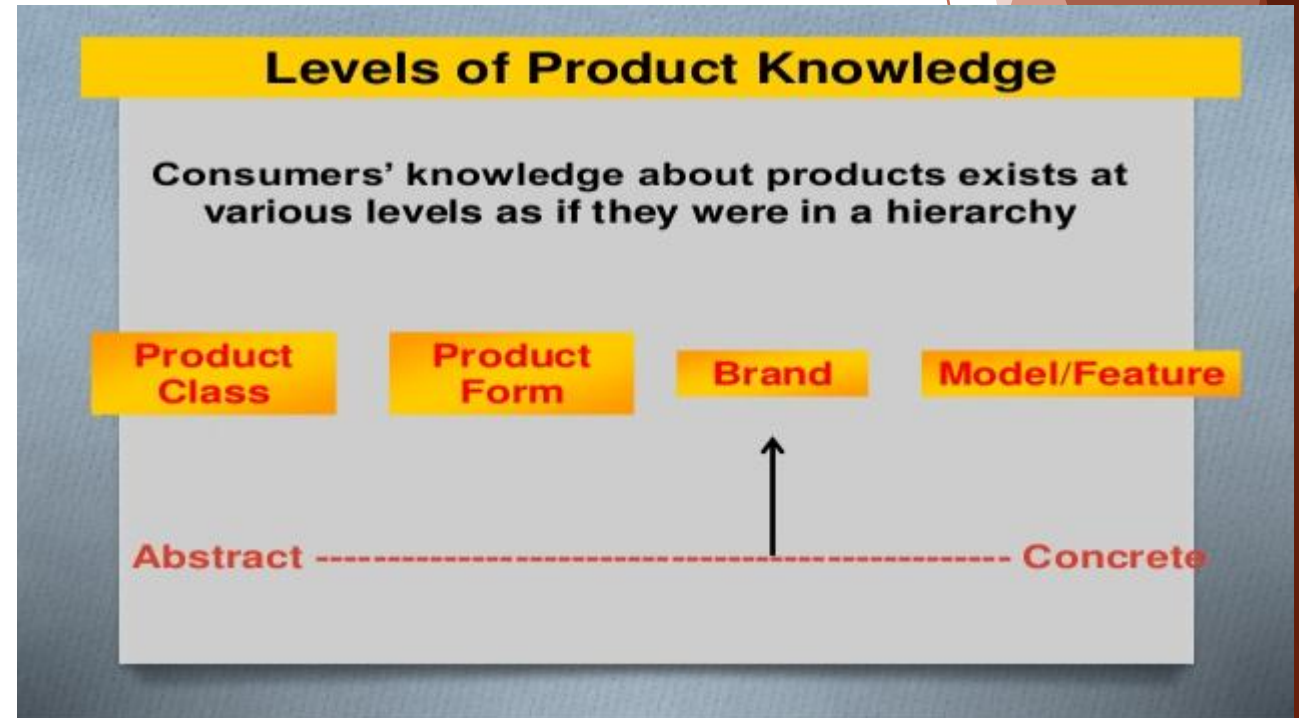 Levels of Product Knowledge
Consumers’ knowledge about products exists at
various levels as if they were in a hierarchy
Product
Class
Product
Form
Brand
Model/Feature
Abstract ------------------------------------------------ Concrete